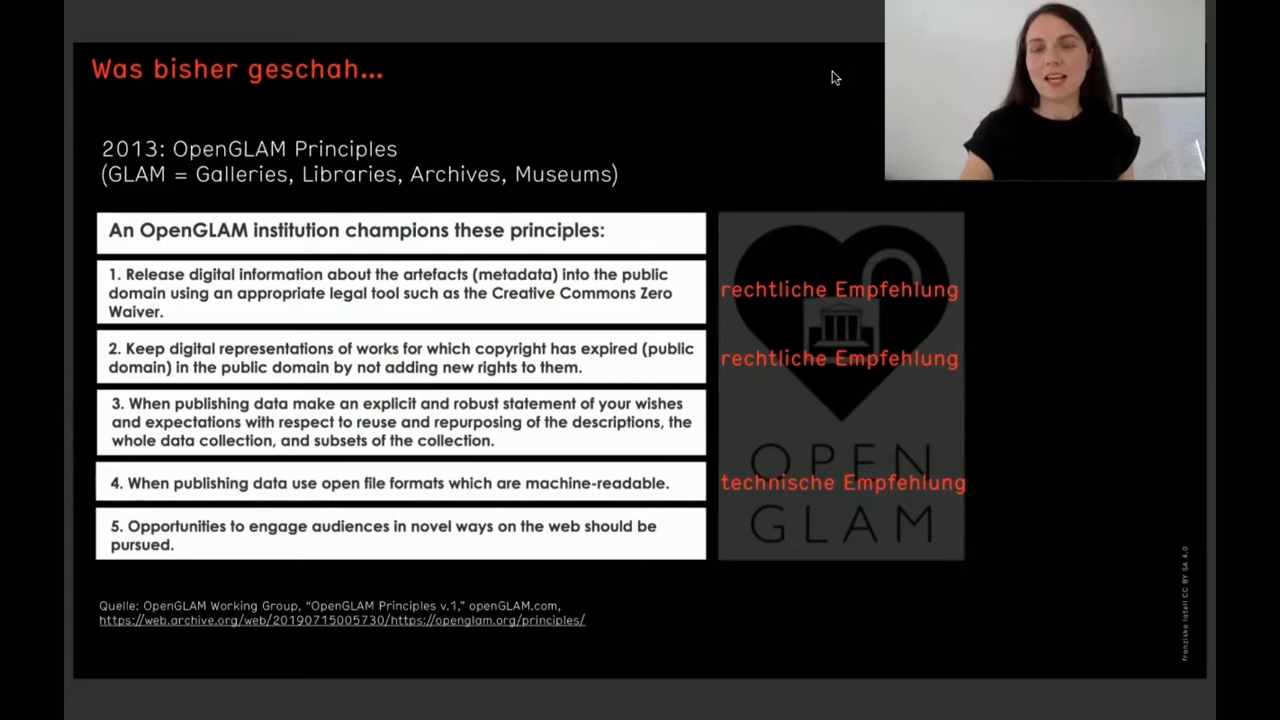 Was bisher geschah...
2013: OpenGLAM Principles
(GLAM = Galleries, Libraries, Archives, Museums)
An OpenGLAM institution champions these principles:
1. Release digital information about the artefacts (metadata) into the public
domain using an appropriate legal tool such as the Creative Commons Zero
Waiver.
rechtliche Empfehlung
2. Keep digital representations of works for which copyright has expired (public
domain) in the public domain by not adding new rights to them.
rechtliche Empfehlung
3. When publishing data make an explicit and robust statement of your wishes
and expectations with respect to reuse and repurposing of the descriptions, the
whole data collection, and subsets of the collection.
4. When publishing data use open file formats which are machine-readable.
technische Empfehlung
5. Opportunities to engage audiences in novel ways on the web should be
pursued.
OPEN
GLAM
Quelle: OpenGLAM Working Group, “OpenGLAM Principles v.1,” openGLAM.com,
https://web.archive.org/web/20190715005730/https://openglam.org/principles/
franziska latell CC BY SA 4.0